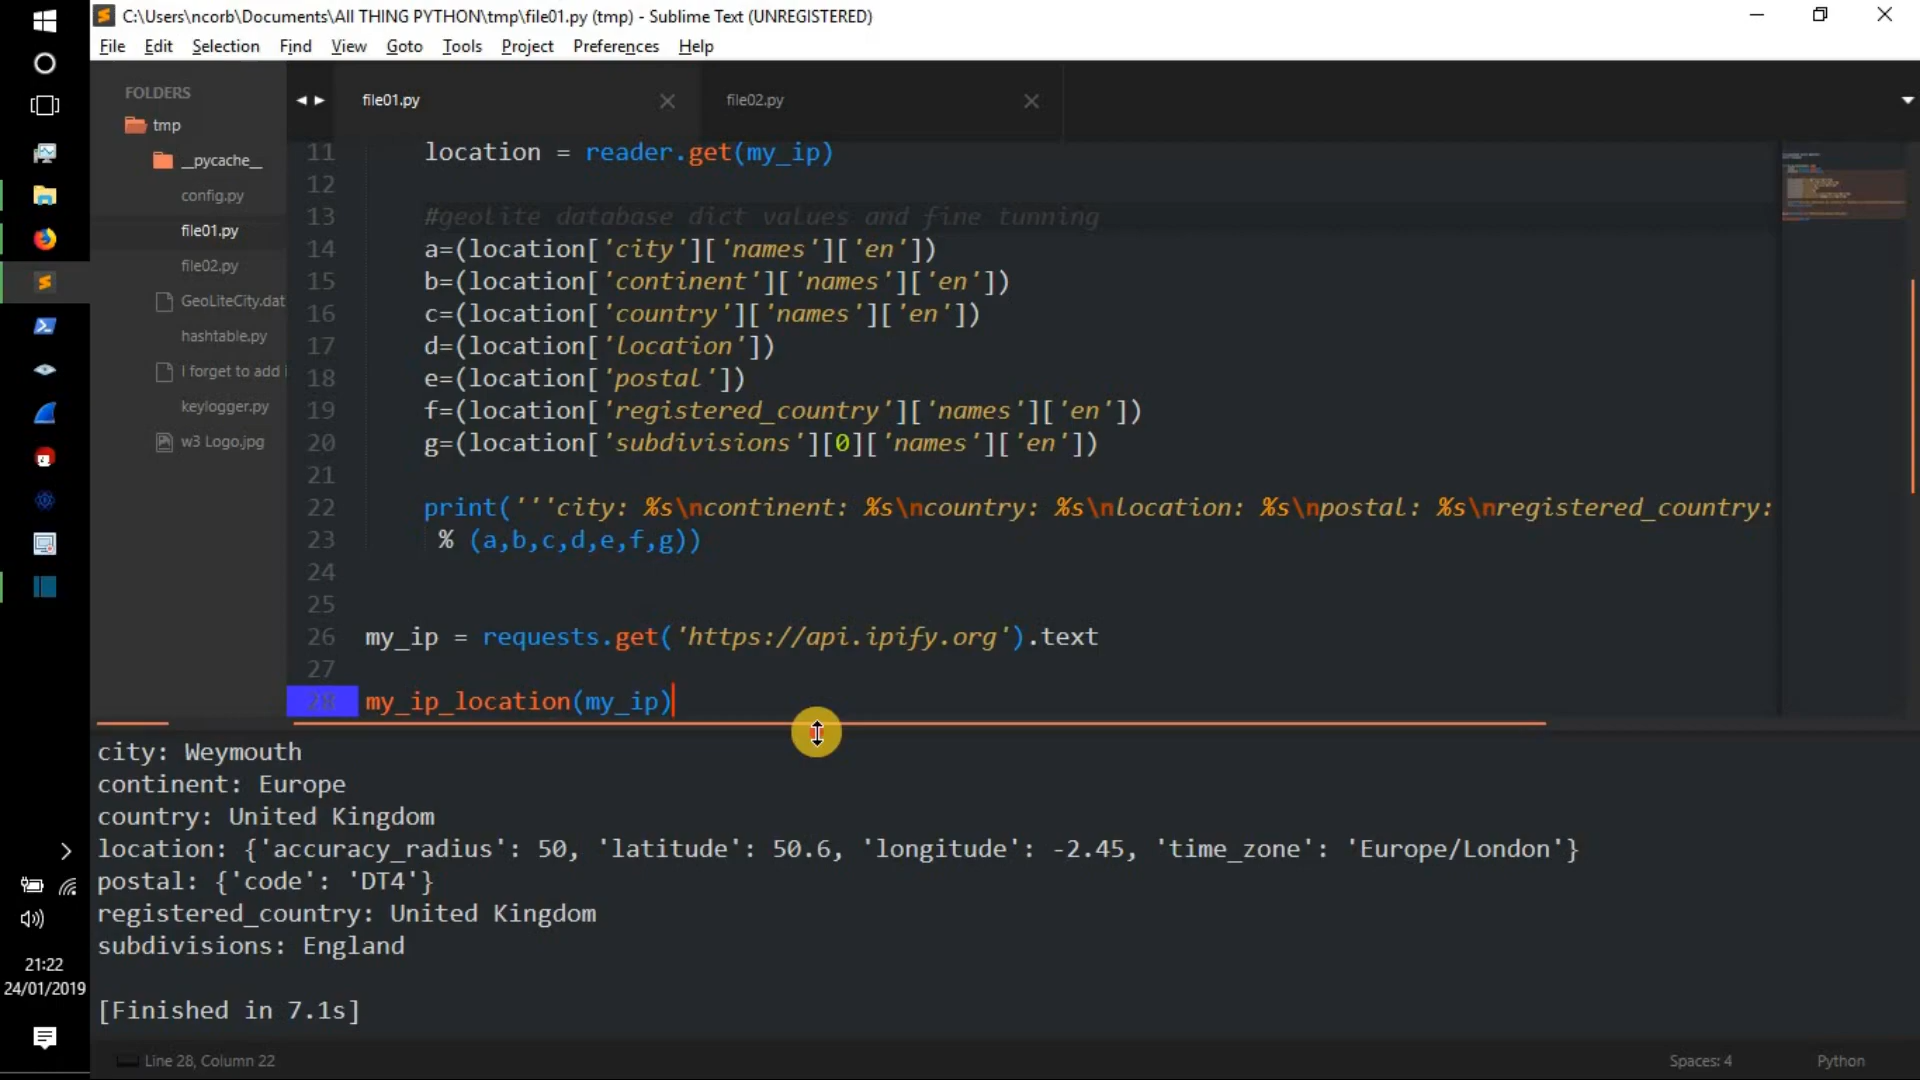 C:\Users\ncorb\Documents\All THING PYTHON\tmp\file01.py (tmp) - Sublime Text (UNREGISTERED)
File Edit Selection Find View Goto Tools Project Preferences Help
FOLDERS
tmp
__pycache__
config.py
file01.py
file02.py
GeoLiteCity.dat
hashtable.py
I forget to add i
keylogger.py
w3 Logo.jpg
file01.py
file02.py
11 location = reader.get(my_ip)
12
13 #geolite database dict values and fine tunning
14 a=(location['city']['names']['en'])
15 b=(location['continent']['names']['en'])
16 c=(location['country']['names']['en'])
17 d=(location['location'])
18 e=(location['postal'])
19 f=(location['registered_country']['names']['en'])
20 g=(location['subdivisions'][0]['names']['en'])
21
22 print('''city: %s\ncontinent: %s\ncountry: %s\nlocation: %s\npostal: %s\nregistered_country:
23 % (a,b,c,d,e,f,g))
24
25
26 my_ip = requests.get('https://api.ipify.org').text
27
28 my_ip_location(my_ip)
city: Weymouth
continent: Europe
country: United Kingdom
location: {'accuracy_radius': 50, 'latitude': 50.6, 'longitude': -2.45, 'time_zone': 'Europe/London'}
postal: {'code': 'DT4'}
registered_country: United Kingdom
subdivisions: England
[Finished in 7.1s]
21:22
24/01/2019
Line 28, Column 22
Spaces: 4
Python